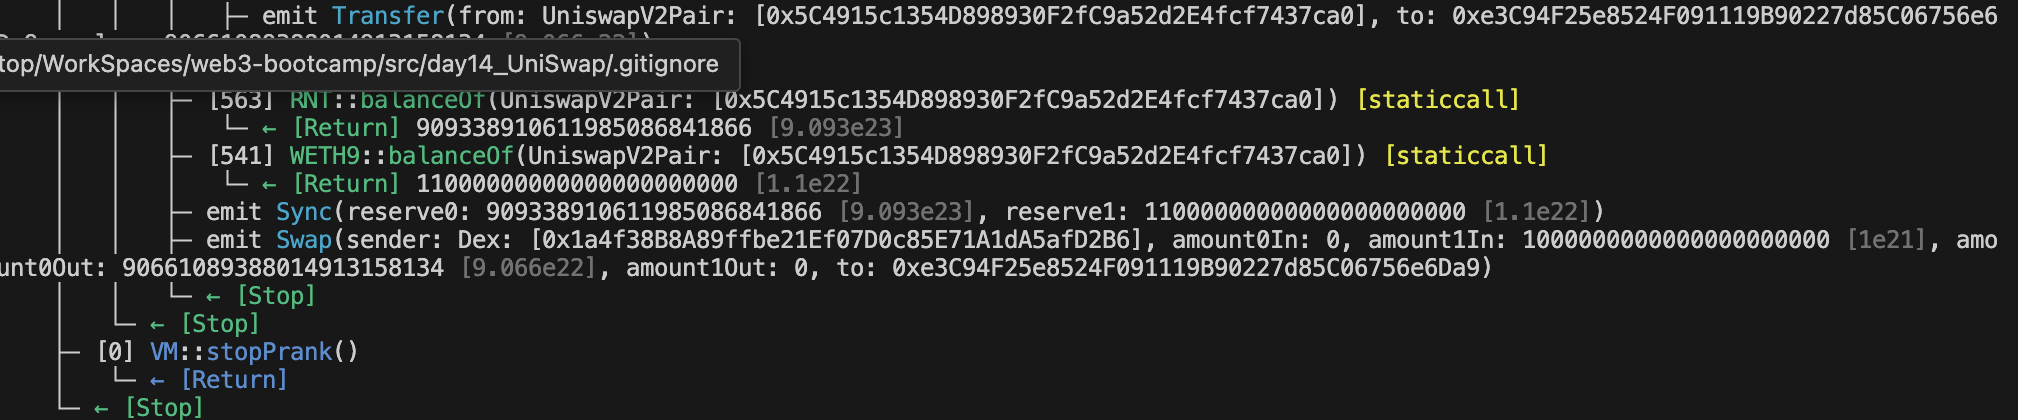 ├─ emit Transfer(from: UniswapV2Pair: [0x5C4915c1354D898930F2fC9a52d2E4fcf7437ca0], to: 0xe3C94F25e8524F091119B90227d85C06756e6
top/WorkSpaces/web3-bootcamp/src/day14_UniSwap/.gitignore
├─ [563] RNT::balanceOf(UniswapV2Pair: [0x5C4915c1354D898930F2fC9a52d2E4fcf7437ca0]) [staticcall]
└─ ← [Return] 909338910611985086841866 [9.093e23]
├─ [541] WETH9::balanceOf(UniswapV2Pair: [0x5C4915c1354D898930F2fC9a52d2E4fcf7437ca0]) [staticcall]
└─ ← [Return] 11000000000000000000000 [1.1e22]
├─ emit Sync(reserve0: 909338910611985086841866 [9.093e23], reserve1: 11000000000000000000000 [1.1e22])
├─ emit Swap(sender: Dex: [0x1a4f38B8A89ffbe21Ef07D0c85E71A1dA5afD2B6], amount0In: 0, amount1In: 1000000000000000000000 [1e21], amo
unt0Out: 90661089388014913158134 [9.066e22], amount1Out: 0, to: 0xe3C94F25e8524F091119B90227d85C06756e6Da9)
└─ ← [Stop]
└─ ← [Stop]
├─ [0] VM::stopPrank()
└─ ← [Return]
└─ ← [Stop]